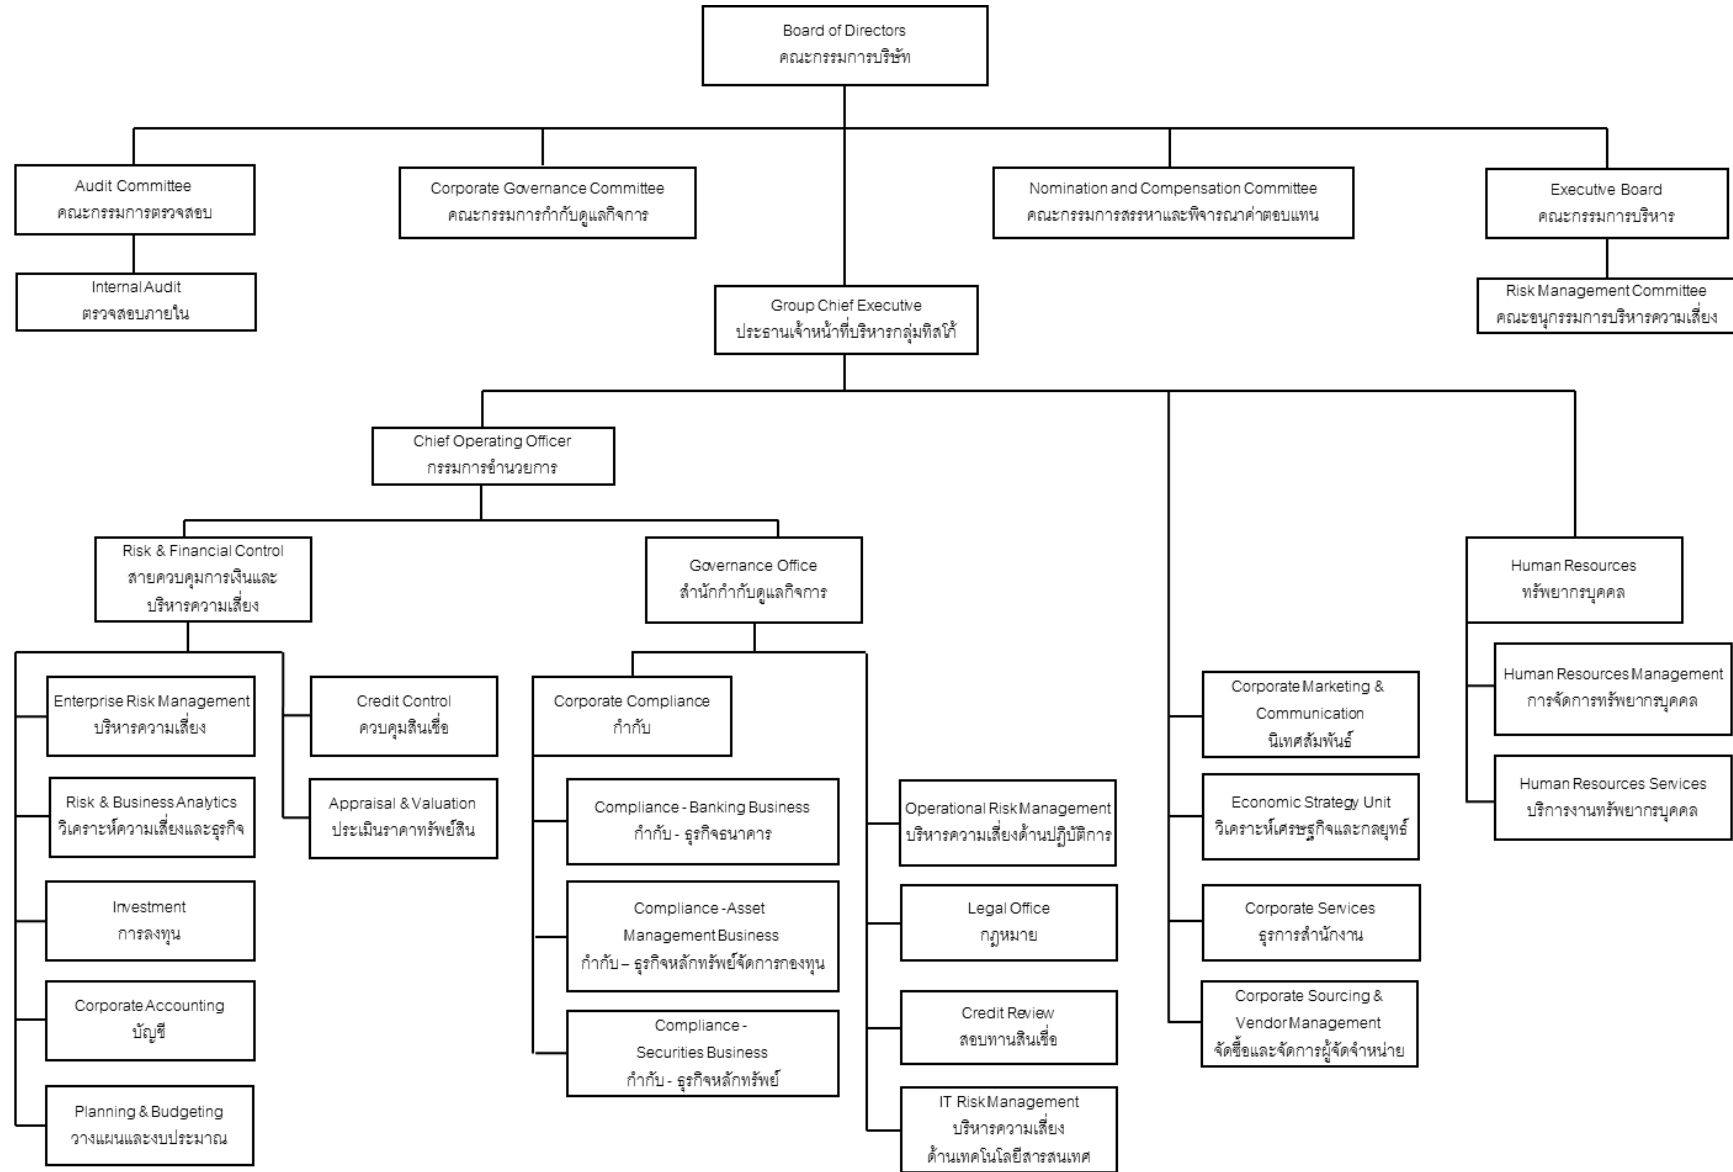 Board of Directors
คณะกรรมการบริษัท
Audit Committee
คณะกรรมการตรวจสอบ
Corporate Governance Committee
คณะกรรมการกำกับดูแลกิจการ
Nomination and Compensation Committee
คณะกรรมการสรรหาและพิจารณาค่าตอบแทน
Executive Board
คณะกรรมการบริหาร
Internal Audit
ตรวจสอบภายใน
Group Chief Executive
ประธานเจ้าหน้าที่บริหารกลุ่มทิสโก้
Risk Management Committee
คณะอนุกรรมการบริหารความเสี่ยง
Chief Operating Officer
กรรมการอำนวยการ
Risk & Financial Control
สายควบคุมการเงินและ
บริหารความเสี่ยง
Governance Office
สำนักกำกับดูแลกิจการ
Human Resources
ทรัพยากรบุคคล
Enterprise Risk Management
บริหารความเสี่ยง
Credit Control
ควบคุมสินเชื่อ
Corporate Compliance
กำกับ
Corporate Marketing &
Communication
นิเทศสัมพันธ์
Human Resources Management
การจัดการทรัพยากรบุคคล
Risk & Business Analytics
วิเคราะห์ความเสี่ยงและธุรกิจ
Appraisal & Valuation
ประเมินราคาทรัพย์สิน
Compliance - Banking Business
กำกับ - ธุรกิจธนาคาร
Operational Risk Management
บริหารความเสี่ยงด้านปฏิบัติการ
Economic Strategy Unit
วิเคราะห์เศรษฐกิจและกลยุทธ์
Human Resources Services
บริการงานทรัพยากรบุคคล
Investment
การลงทุน
Compliance - Asset
Management Business
กำกับ – ธุรกิจหลักทรัพย์จัดการกองทุน
Legal Office
กฎหมาย
Corporate Services
ธุรการสำนักงาน
Corporate Accounting
บัญชี
Compliance -
Securities Business
กำกับ - ธุรกิจหลักทรัพย์
Credit Review
สอบทานสินเชื่อ
Corporate Sourcing &
Vendor Management
จัดซื้อและจัดการผู้จัดจำหน่าย
Planning & Budgeting
วางแผนและงบประมาณ
IT Risk Management
บริหารความเสี่ยง
ด้านเทคโนโลยีสารสนเทศ